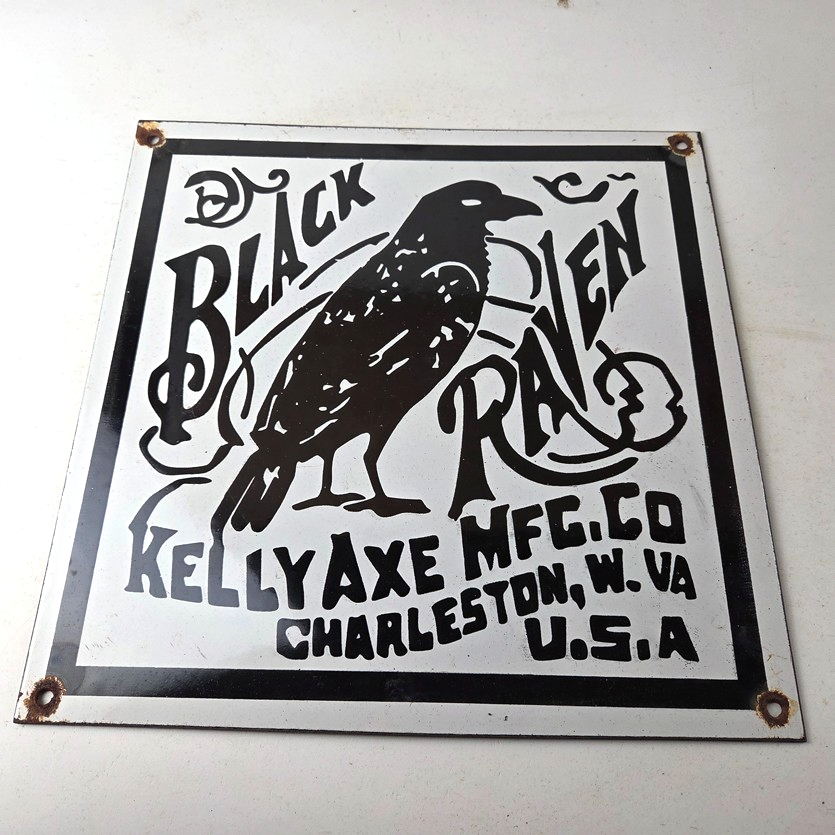 BLACK
RAVEN
KELLY AXE MFG. CO
CHARLESTON, W. VA
U.S.A